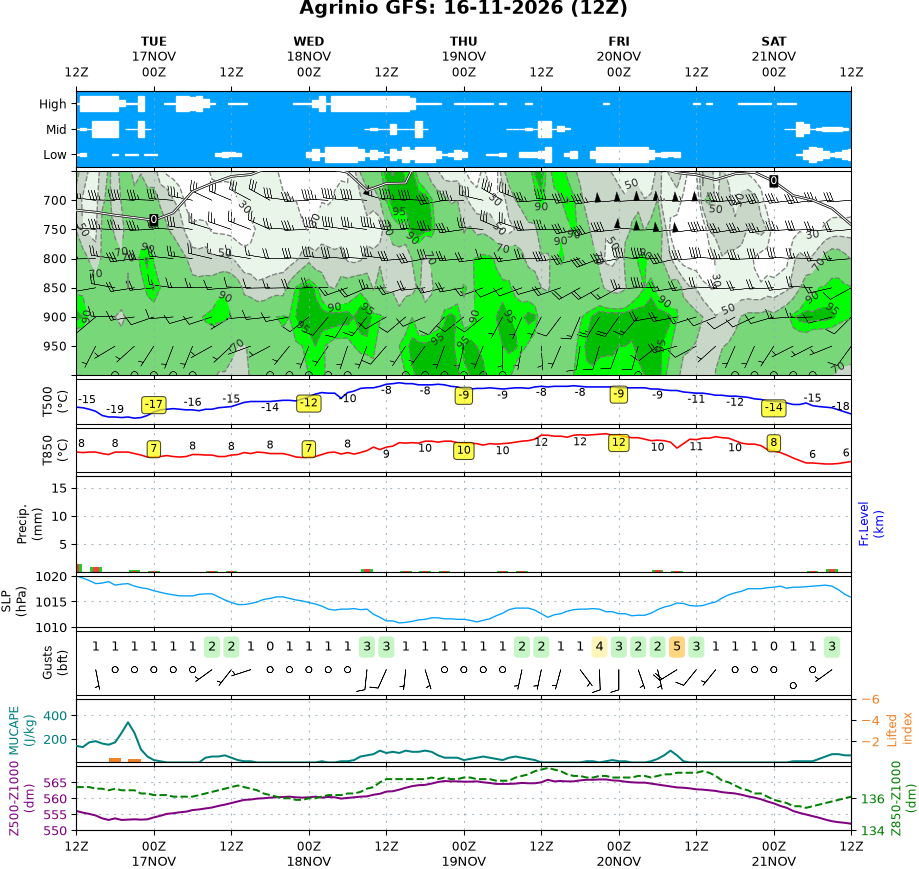 Agrinio GFS: 16-11-2026 (12Z)
TUE WED THU FRI SAT
17NOV 18NOV 19NOV 20NOV 21NOV
12Z 00Z 12Z 00Z 12Z 00Z 12Z 00Z 12Z 00Z 12Z
High
Mid
Low
700
750
800
850
900
950
0 0
30 50 95 90 50 30 70 90 95 50 30 70 90
T500
(°C)
-15 -19 -17 -16 -15 -14 -12 -10 -8 -8 -9 -9 -8 -8 -9 -9 -11 -12 -14 -15 -18
T850
(°C)
8 8 7 8 8 8 7 8 9 10 10 10 12 12 12 10 11 10 8 6 6
Precip.
(mm)
15
10
5
Fr.Level
(km)
SLP
(hPa)
1020
1015
1010
Gusts
(bft)
1 1 1 1 1 1 2 2 1 0 1 1 1 1 3 3 1 1 1 1 1 1 2 2 1 1 4 3 2 2 5 3 1 1 1 0 1 1 3
MUCAPE
(J/kg)
400
200
−6
−4
−2
Lifted
index
Z500-Z1000
(dm)
565
560
555
550
136
134
Z850-Z1000
(dm)
12Z 00Z 12Z 00Z 12Z 00Z 12Z 00Z 12Z 00Z 12Z
17NOV 18NOV 19NOV 20NOV 21NOV